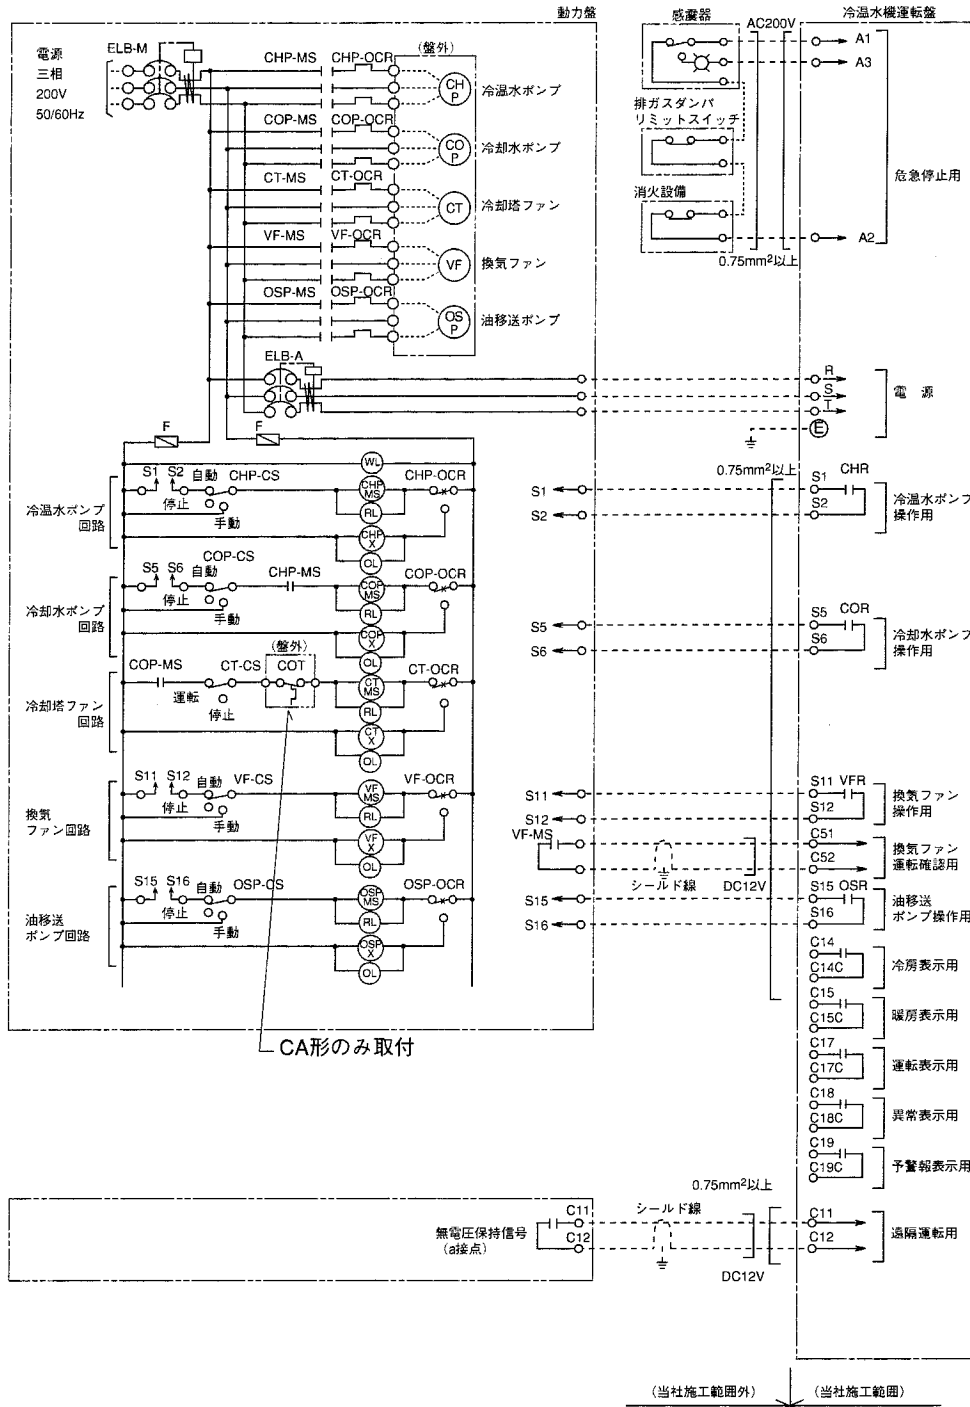 動力盤
感震器
AC200V
冷温水機運転盤
電源
三相
200V
50/60Hz
ELB-M
CHP-MS
CHP-OCR
(盤外)
CH
P
冷温水ポンプ
COP-MS
COP-OCR
CO
P
冷却水ポンプ
CT-MS
CT-OCR
CT
冷却塔ファン
VF-MS
VF-OCR
VF
換気ファン
OSP-MS
OSP-OCR
OS
P
油移送ポンプ
A1
A3
排ガスダンパ
リミットスイッチ
消火設備
A2
危急停止用
0.75mm²以上
ELB-A
R
S
T
E
電　源
F
F
WL
冷温水ポンプ
回路
S1
S2
自動
停止
手動
CHP-CS
CHP
MS
RL
CHP
X
OL
CHP-OCR
S1
S2
0.75mm²以上
S1
CHR
S2
冷温水ポンプ
操作用
冷却水ポンプ
回路
S5
S6
自動
停止
手動
COP-CS
CHP-MS
COP
MS
RL
COP
X
OL
COP-OCR
S5
S6
S5
COR
S6
冷却水ポンプ
操作用
冷却塔ファン
回路
COP-MS
運転
停止
CT-CS
(盤外)
COT
CT
MS
RL
CT
X
OL
CT-OCR
換気
ファン回路
S11
S12
自動
停止
手動
VF-CS
VF
MS
RL
VF
X
OL
VF-OCR
S11
S12
S11
VFR
S12
換気ファン
操作用
VF-MS
シールド線
DC12V
C51
C52
換気ファン
運転確認用
油移送
ポンプ回路
S15
S16
自動
停止
手動
OSP-CS
OSP
MS
RL
OSP
X
OL
OSP-OCR
S15
S16
S15
OSR
S16
油移送
ポンプ操作用
C14
C14C
冷房表示用
C15
C15C
暖房表示用
CA形のみ取付
C17
C17C
運転表示用
C18
C18C
異常表示用
C19
C19C
予警報表示用
0.75mm²以上
無電圧保持信号
(a接点)
C11
C12
シールド線
DC12V
C11
C12
遠隔運転用
(当社施工範囲外)
(当社施工範囲)